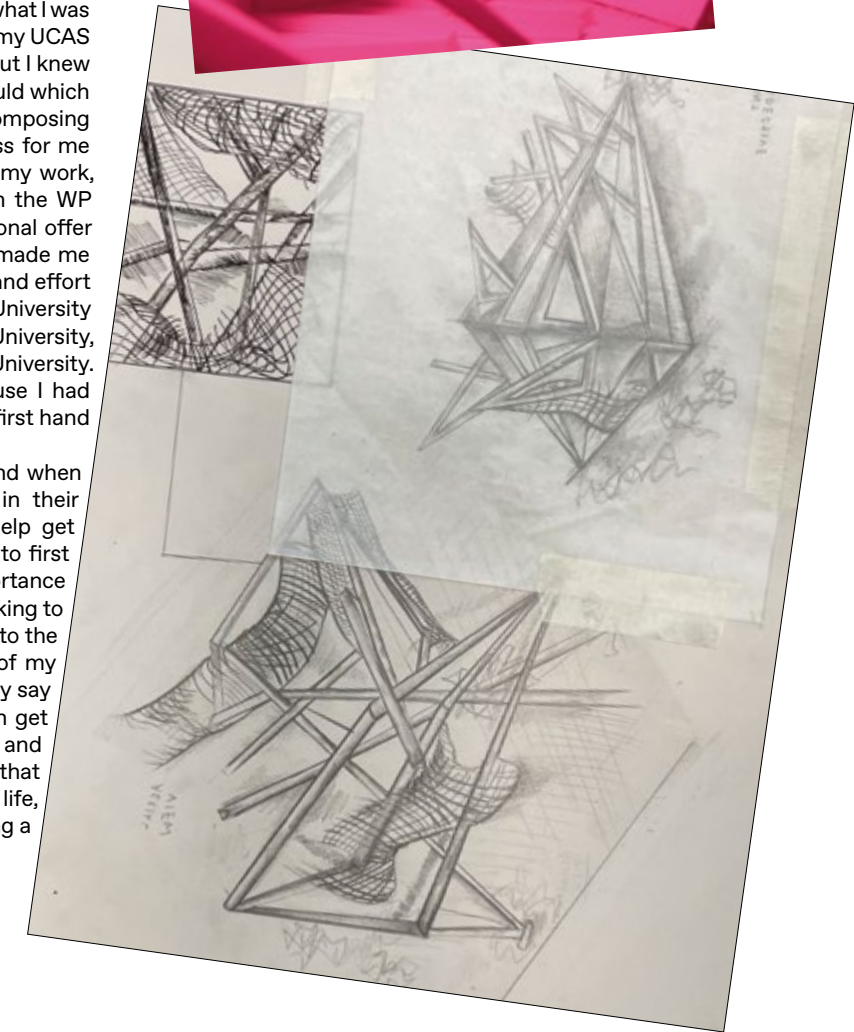 what I was
my UCAS
ut I knew
uld which
omposing
ss for me
my work,
n the WP
onal offer
made me
and effort
University
University,
University.
use I had
first hand
nd when
in their
elp get
to first
ortance
king to
to the
of my
y say
n get
and
that
life,
g a